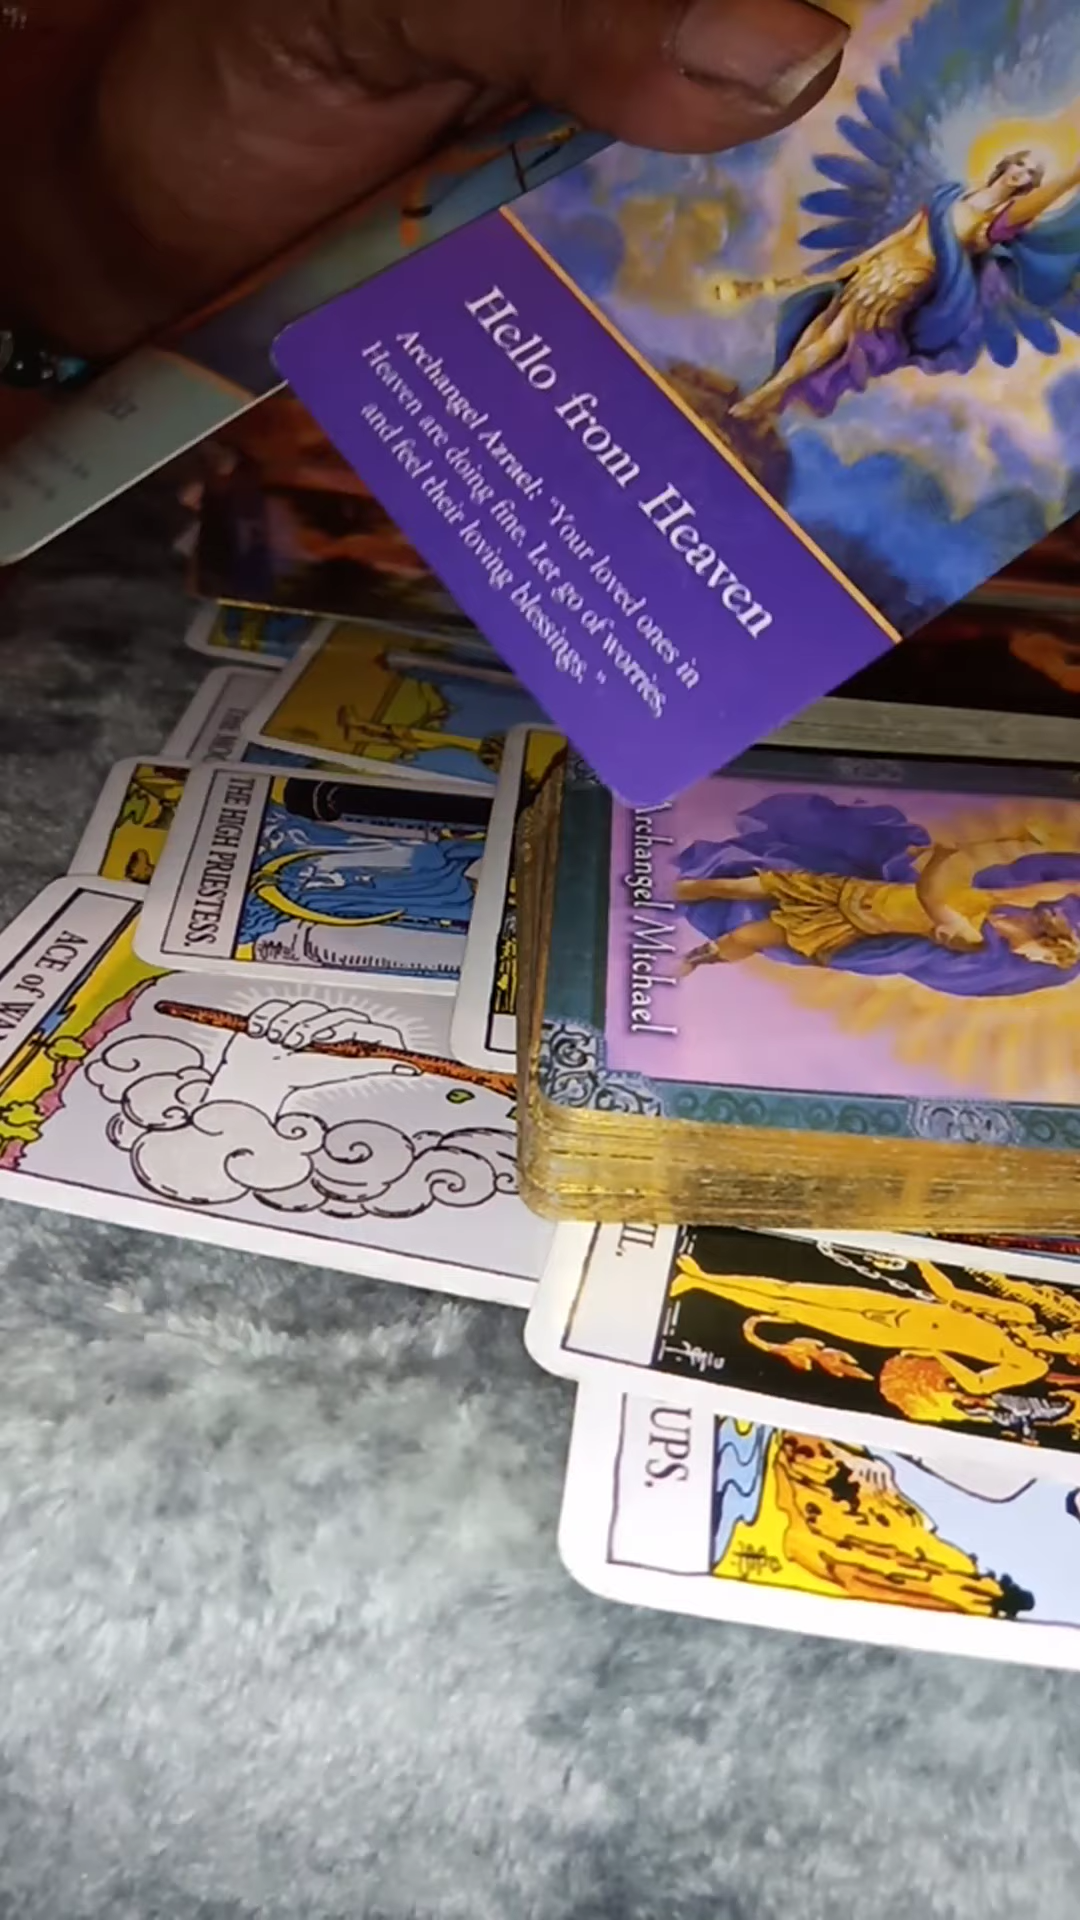 Hello from Heaven
Archangel Azrael: "Your loved ones in
Heaven are doing fine. Let go of worries,
and feel their loving blessings."
THE HIGH PRIESTESS.
ACE of WA
Archangel Michael
IL.
UPS.